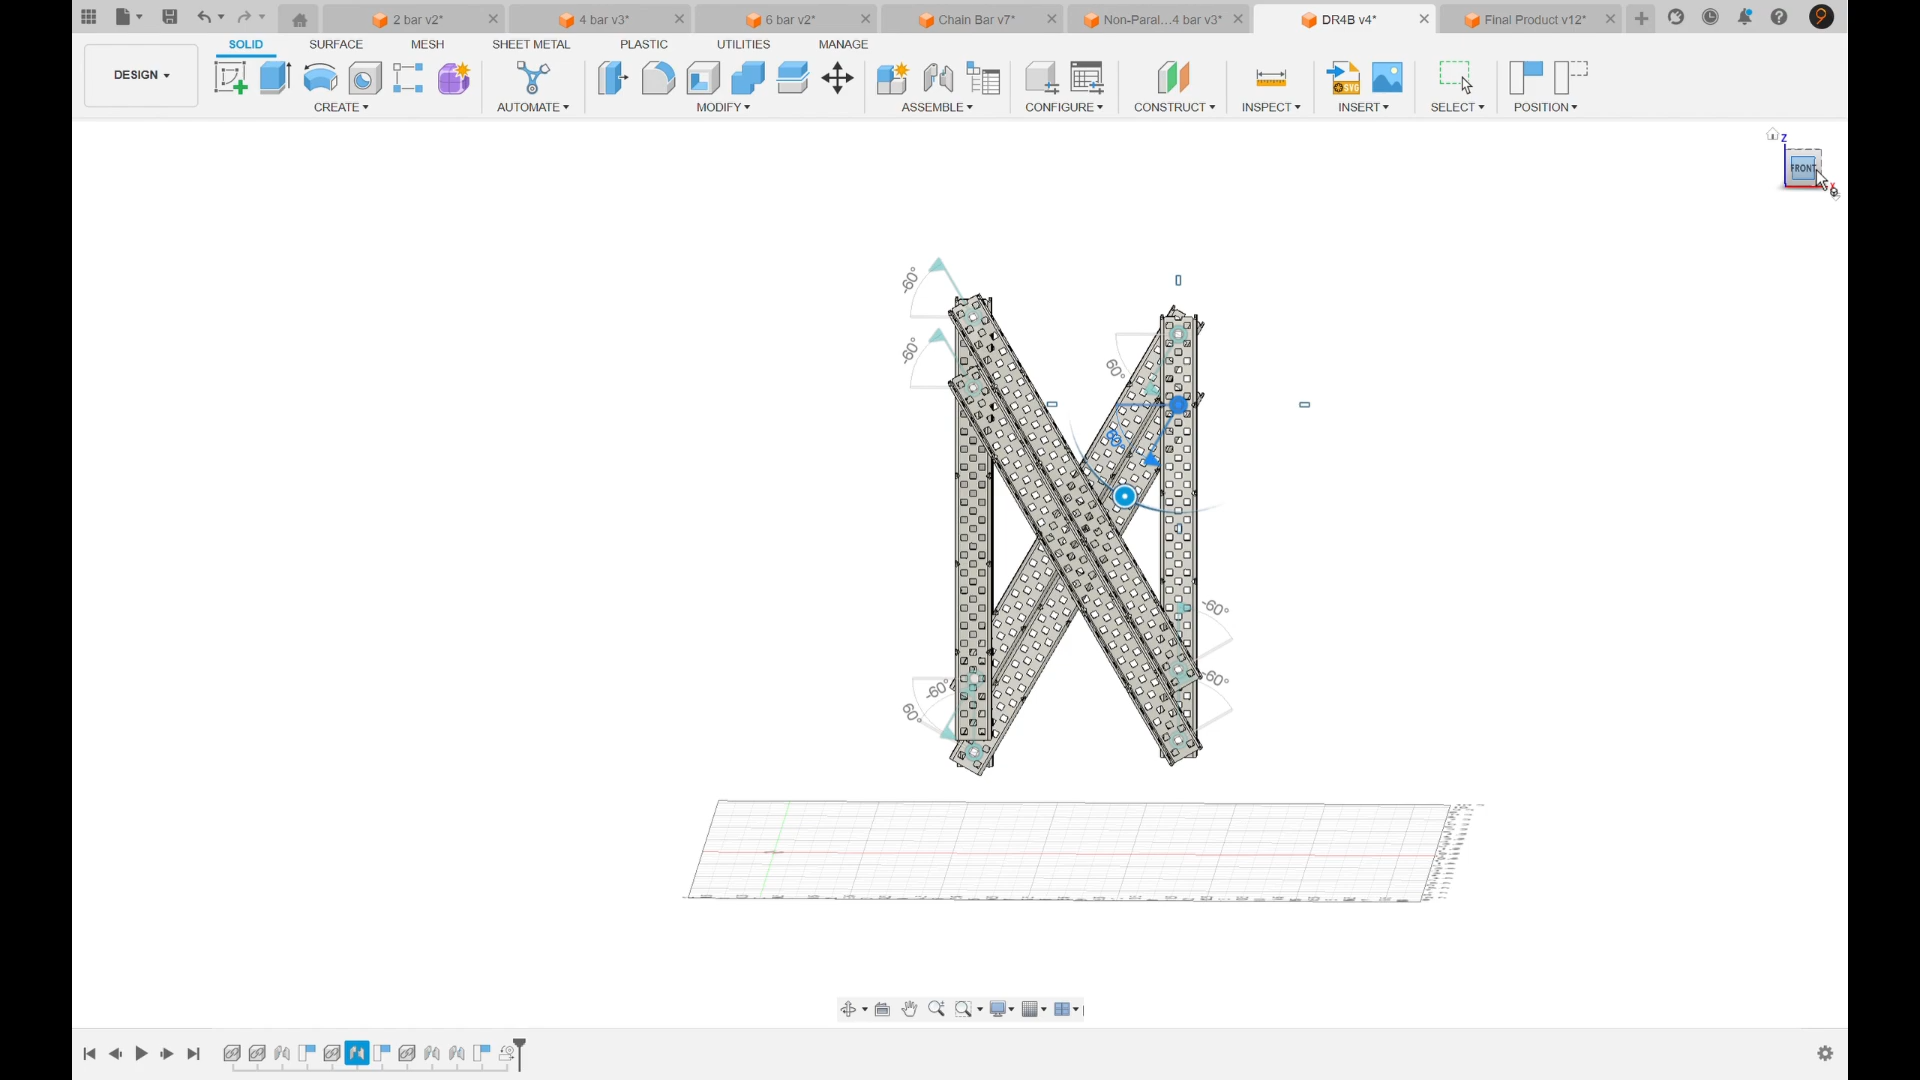 2 bar v2*
4 bar v3*
6 bar v2*
Chain Bar v7*
Non-Paral...4 bar v3*
DR4B v4*
Final Product v12*
9
DESIGN
SOLID
SURFACE
MESH
SHEET METAL
PLASTIC
UTILITIES
MANAGE
CREATE
AUTOMATE
MODIFY
ASSEMBLE
CONFIGURE
CONSTRUCT
INSPECT
SVG
INSERT
SELECT
POSITION
Z
FRONT
X
-60°
-60°
60°
-60°
-60°
-60°
60°